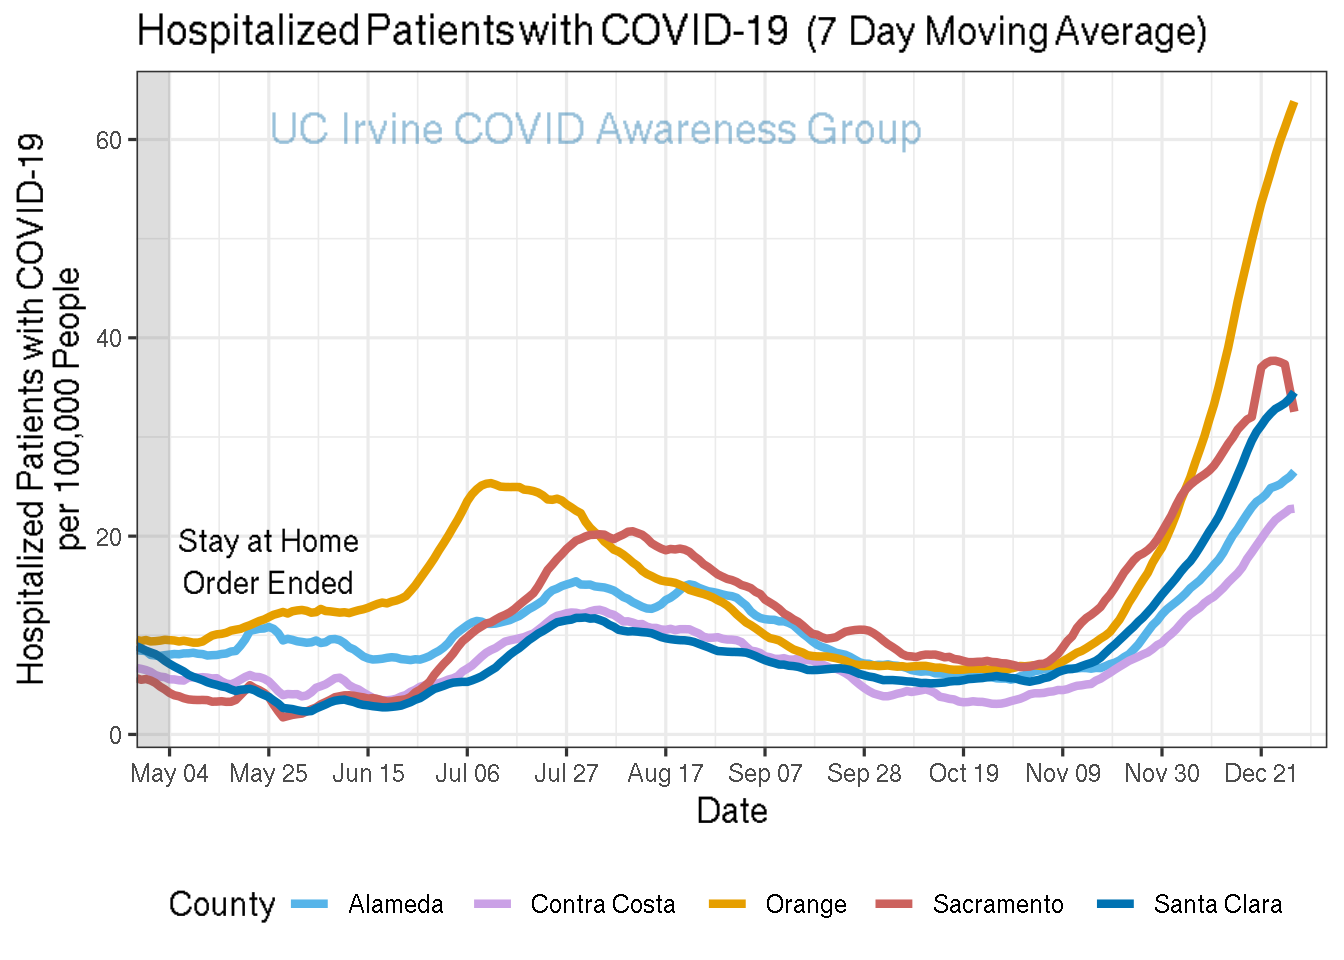 Hospitalized Patients with COVID-19 (7 Day Moving Average)
UC Irvine COVID Awareness Group
Hospitalized Patients with COVID-19
per 100,000 People
60
40
20
0
Stay at Home
Order Ended
May 04 May 25 Jun 15 Jul 06 Jul 27 Aug 17 Sep 07 Sep 28 Oct 19 Nov 09 Nov 30 Dec 21
Date
County Alameda Contra Costa Orange Sacramento Santa Clara